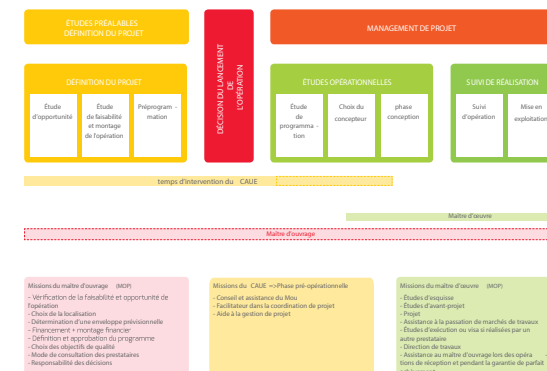 ÉTUDES PRÉALABLES
DÉFINITION DU PROJET
DÉCISION DU LANCEMENT
DE
L'OPÉRATION
MANAGEMENT DE PROJET
DÉFINITION DU PROJET
Étude
d'opportunité
Étude
de faisabilité
et montage
de l'opération
Préprogram -
mation
ÉTUDES OPÉRATIONNELLES
Étude
de
programma -
tion
Choix du
concepteur
phase
conception
SUIVI DE RÉALISATION
Suivi
d'opération
Mise en
exploitation
temps d'intervention du CAUE
Maître d'œuvre
Maître d'ouvrage
Missions du maître d'ouvrage (MOP)
- Vérification de la faisabilité et opportunité de
l'opération
- Choix de la localisation
- Détermination d'une enveloppe prévisionnelle
- Financement + montage financier
- Définition et approbation du programme
- Choix des objectifs de qualité
- Mode de consultation des prestataires
- Responsabilité des décisions
Missions du CAUE =>Phase pré-opérationnelle
- Conseil et assistance du Mou
- Facilitateur dans la coordination de projet
- Aide à la gestion de projet
Missions du maître d'œuvre (MOP)
- Études d'esquisse
- Études d'avant-projet
- Projet
- Assistance à la passation de marchés de travaux
- Études d'exécution ou visa si réalisées par un
autre prestataire
- Direction de travaux
- Assistance au maître d'ouvrage lors des opéra -
tions de réception et pendant la garantie de parfait